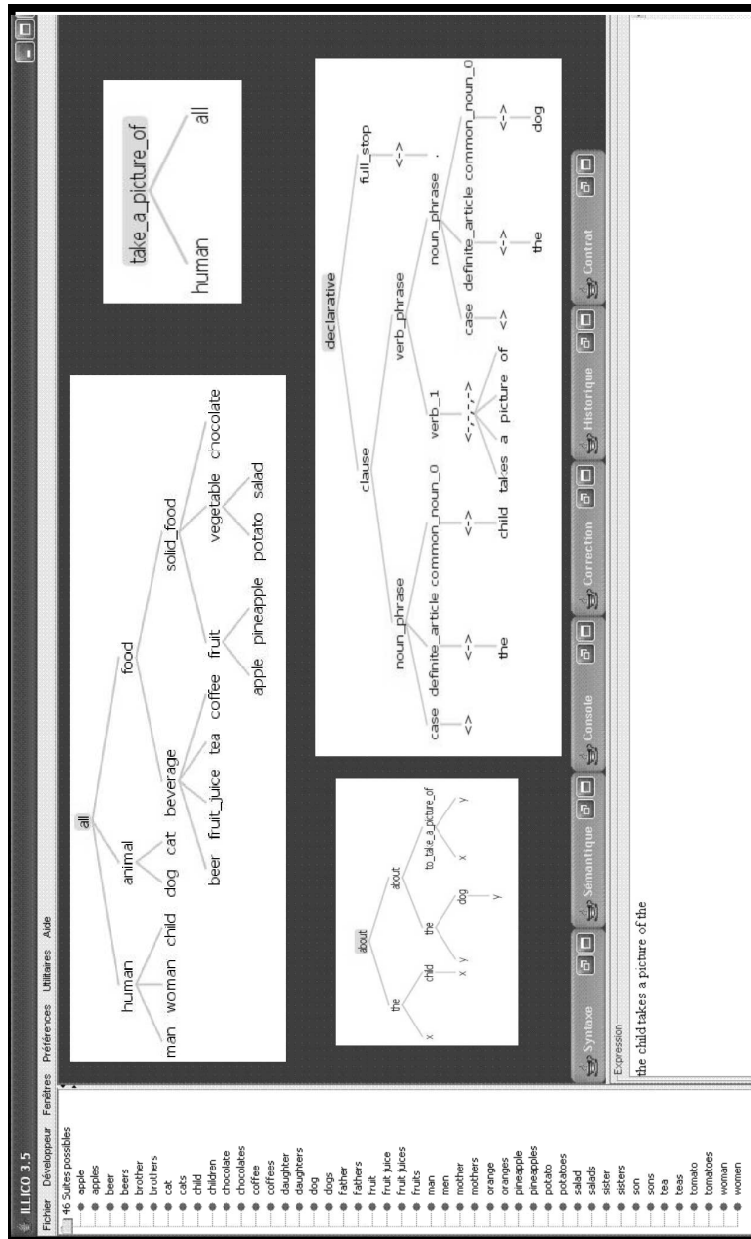 ILLICO 3.5
Fichier Développeur Fenêtres Préférences Utilitaires Aide
46 Suites possibles
apple
apples
beer
beers
brother
brothers
cat
cats
child
children
chocolate
chocolates
coffee
coffees
daughter
daughters
dog
dogs
father
fathers
fruit
fruit juice
fruit juices
fruits
man
men
mother
mothers
orange
oranges
pineapple
pineapples
potato
potatoes
salad
salads
sister
sisters
son
sons
tea
teas
tomato
tomatoes
woman
women
all
human animal food
man woman child dog cat beverage solid_food
beer fruit_juice tea coffee fruit vegetable chocolate
apple pineapple potato salad
take_a_picture_of
human all
about
the about
x child the to_take_a_picture_of
x y dog x y
y
declarative
clause full_stop
noun_phrase verb_phrase <->
case definite_article common_noun_0 verb_1 noun_phrase .
<> <-> <-> <-,-,-,-> case definite_article common_noun_0
the child takes a picture of <> <-> <->
the dog
Syntaxe Sémantique Console Correction Historique Contrat
Expression
the child takes a picture of the